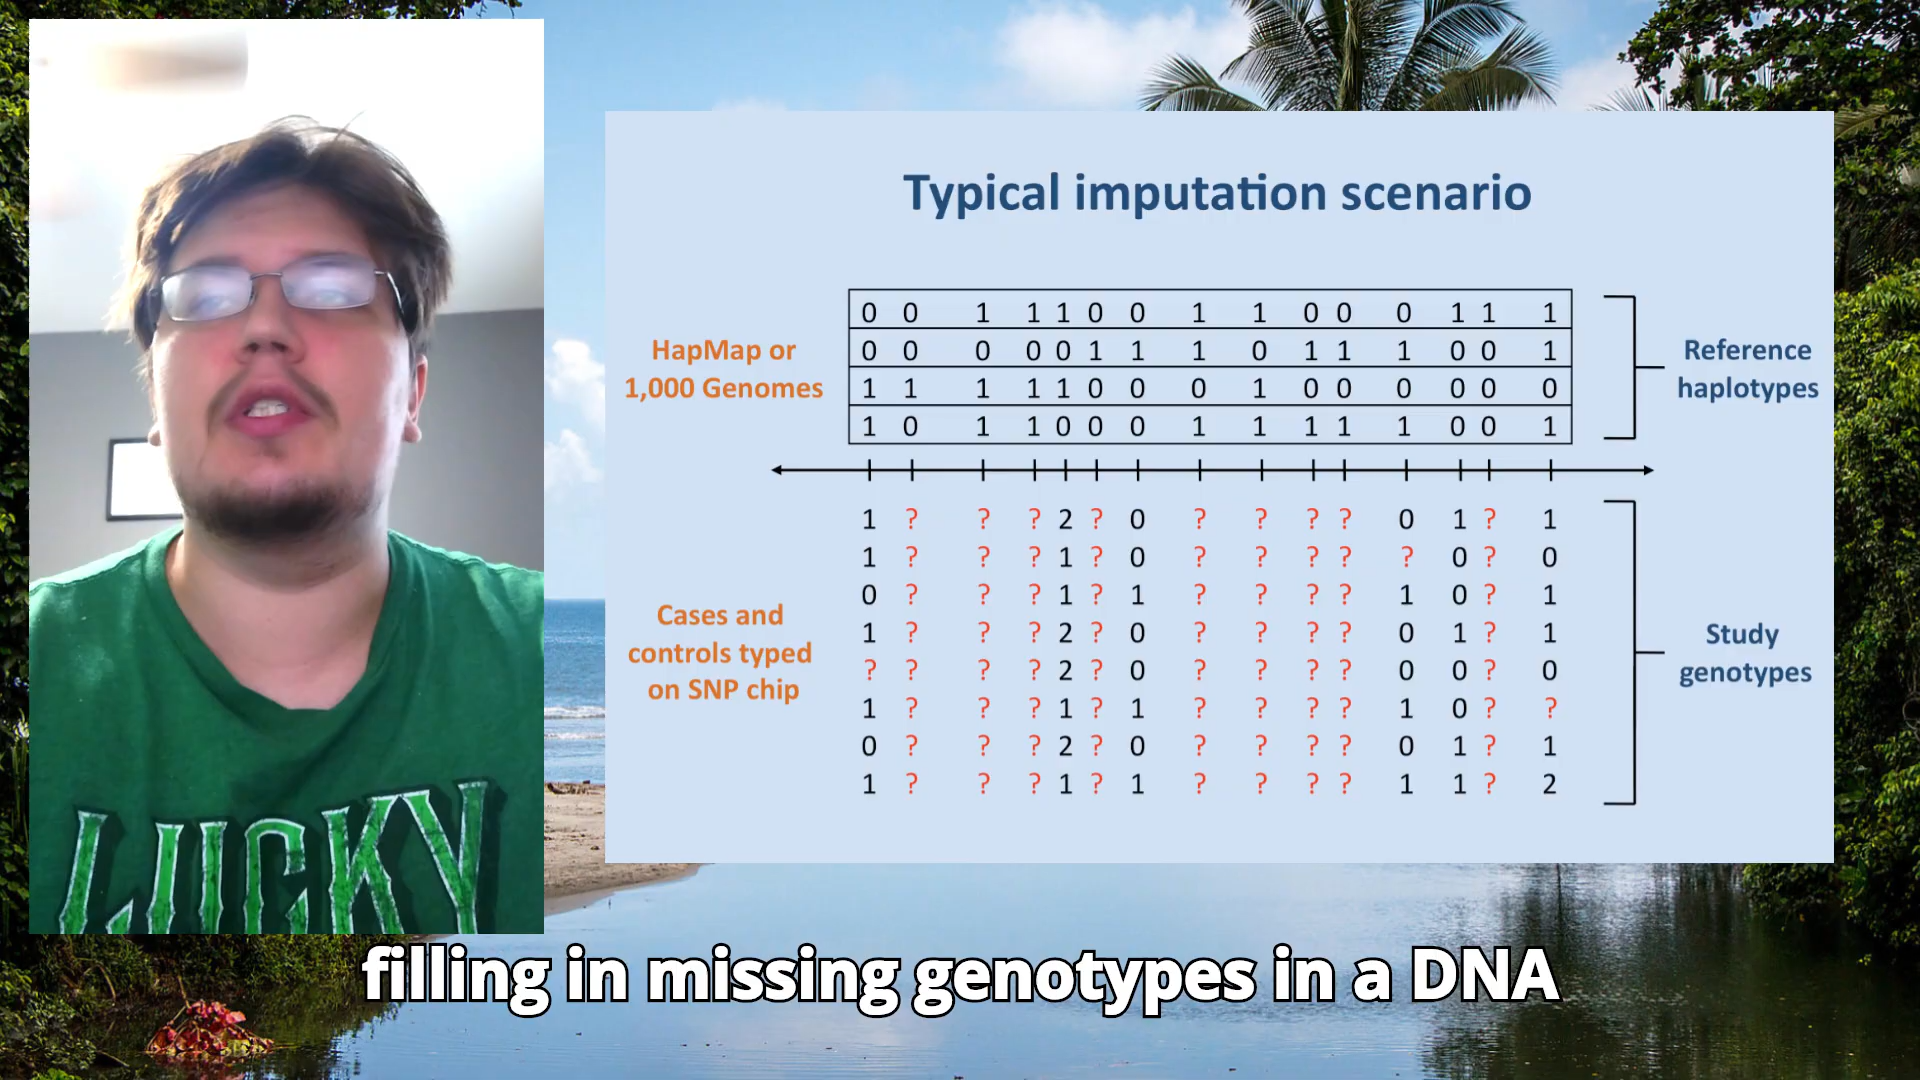 Typical imputation scenario
HapMap or
1,000 Genomes
0 0 1 1 1 0 0 1 1 0 0 0 1 1 1
0 0 0 0 0 1 1 1 0 1 1 1 0 0 1
1 1 1 1 1 0 0 0 1 0 0 0 0 0 0
1 0 1 1 0 0 0 1 1 1 1 1 0 0 1
Reference
haplotypes
Cases and
controls typed
on SNP chip
1 ? ? ? 2 ? 0 ? ? ? ? 0 1 ? 1
1 ? ? ? 1 ? 0 ? ? ? ? ? 0 ? 0
0 ? ? ? 1 ? 1 ? ? ? ? 1 0 ? 1
1 ? ? ? 2 ? 0 ? ? ? ? 0 1 ? 1
? ? ? ? 2 ? 0 ? ? ? ? 0 0 ? 0
1 ? ? ? 1 ? 1 ? ? ? ? 1 0 ? ?
0 ? ? ? 2 ? 0 ? ? ? ? 0 1 ? 1
1 ? ? ? 1 ? 1 ? ? ? ? 1 1 ? 2
Study
genotypes
LUCKY
filling in missing genotypes in a DNA